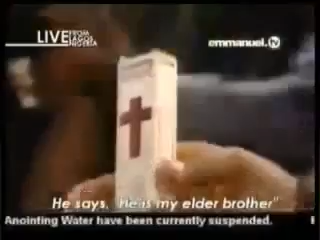 LIVE FROM LAGOS NIGERIA
emmanuel.tv
He says, "He is my elder brother"
Anointing Water have been currently suspended.